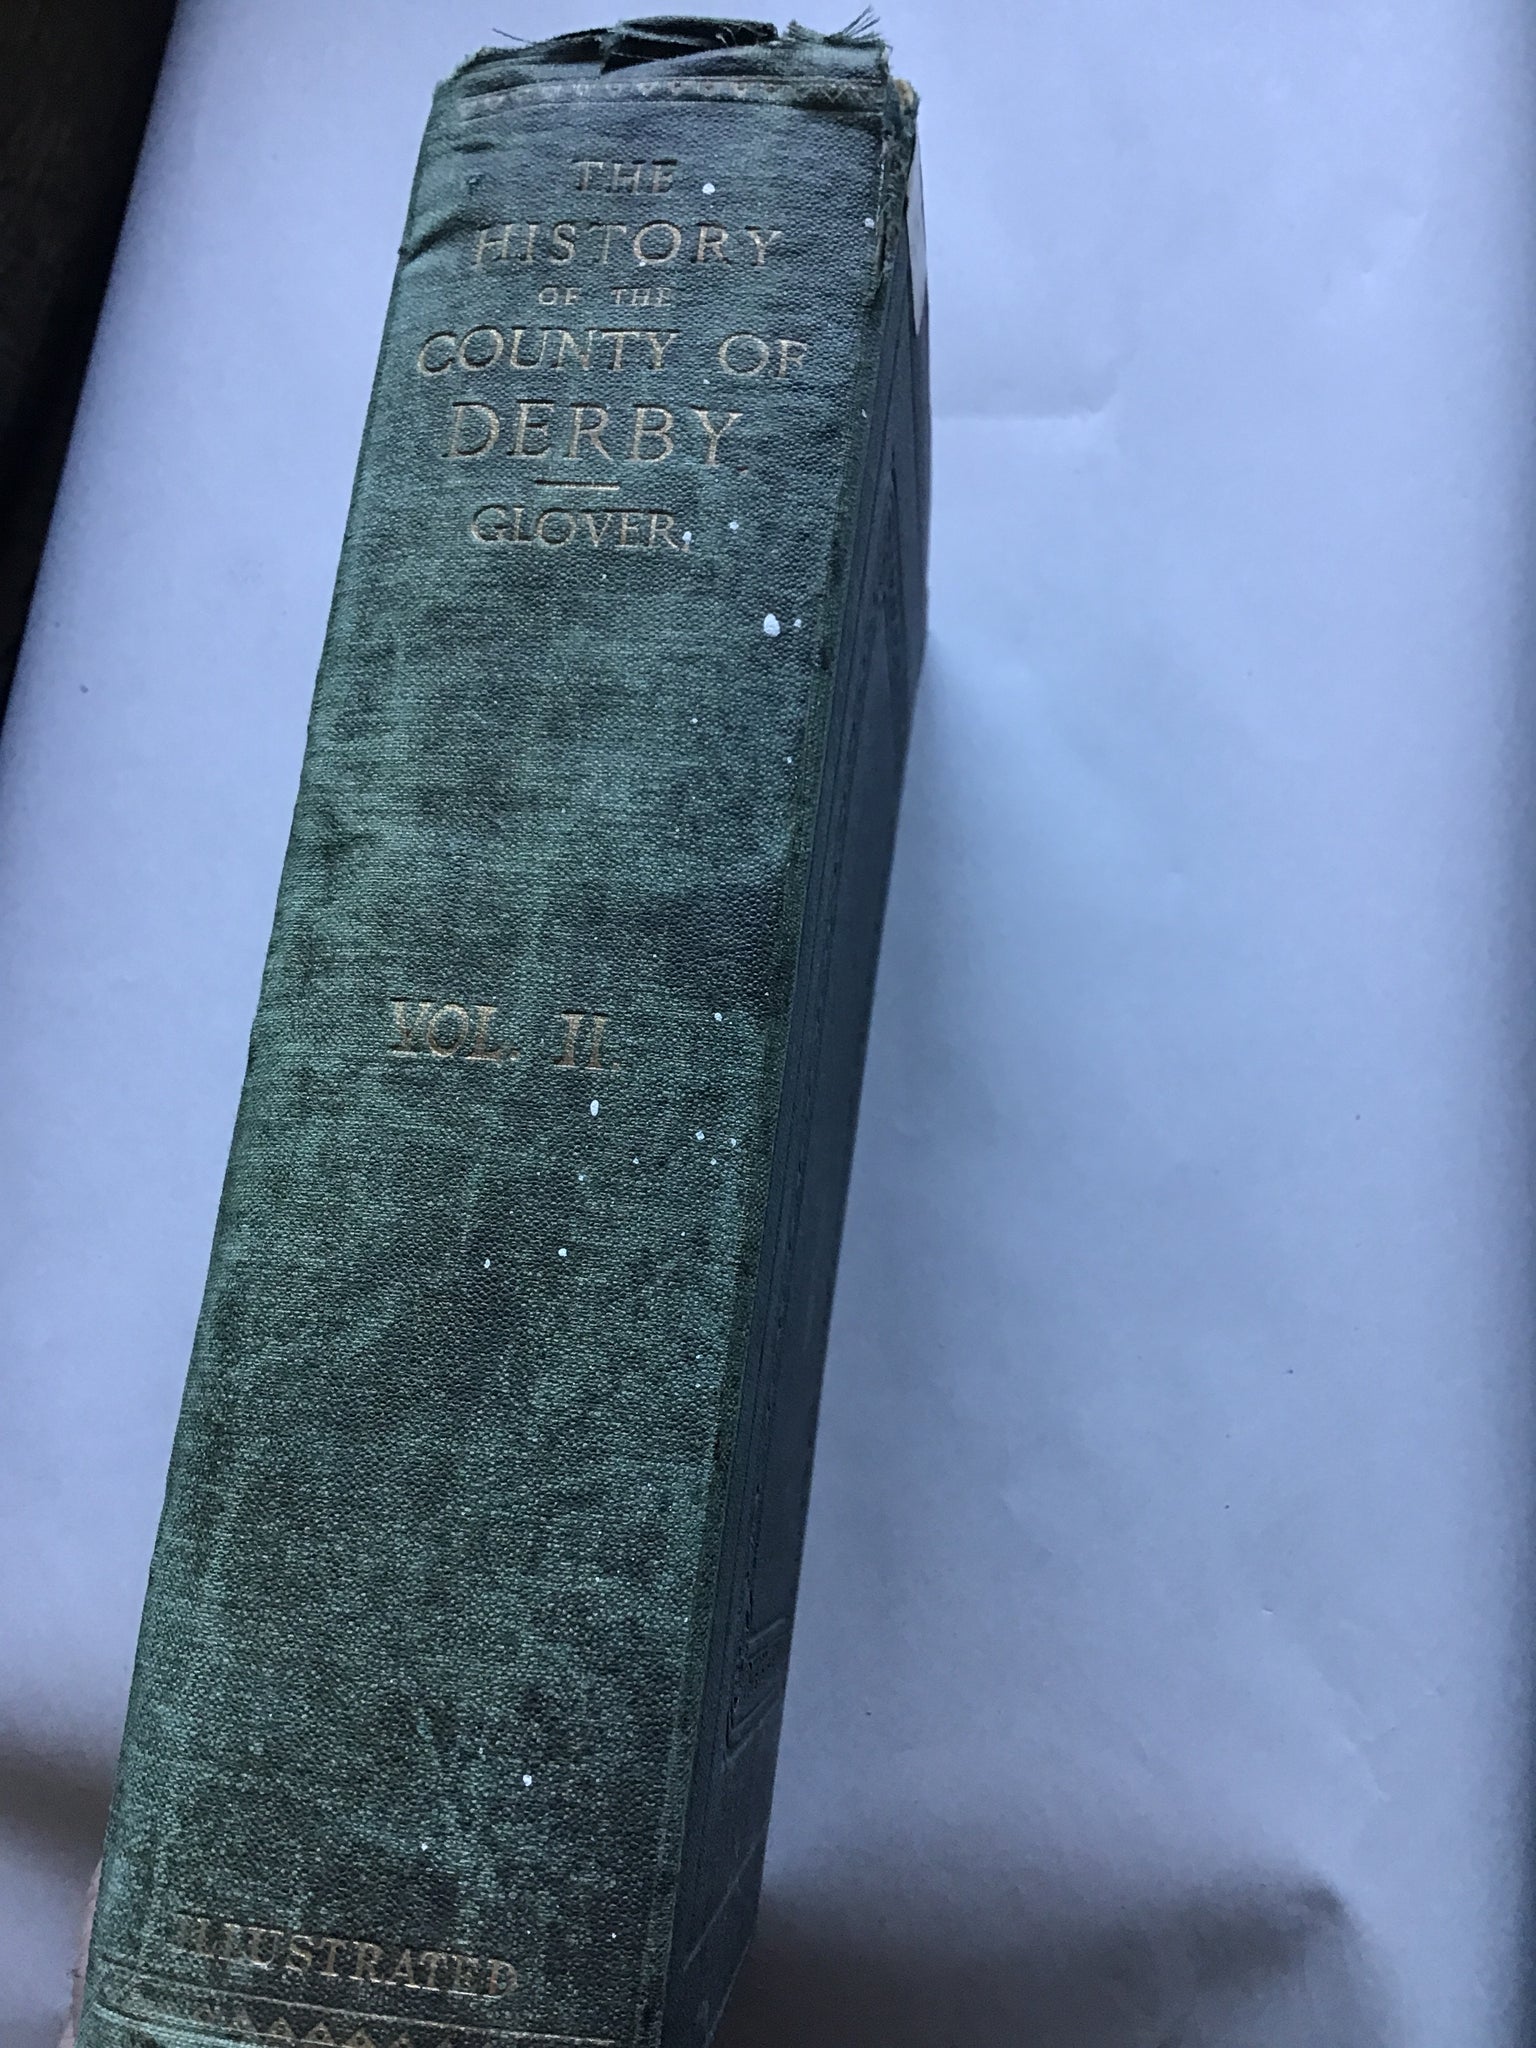 THE
HISTORY
OF THE
COUNTY OF
DERBY.
GLOVER.
VOL. II.
ILLUSTRATED